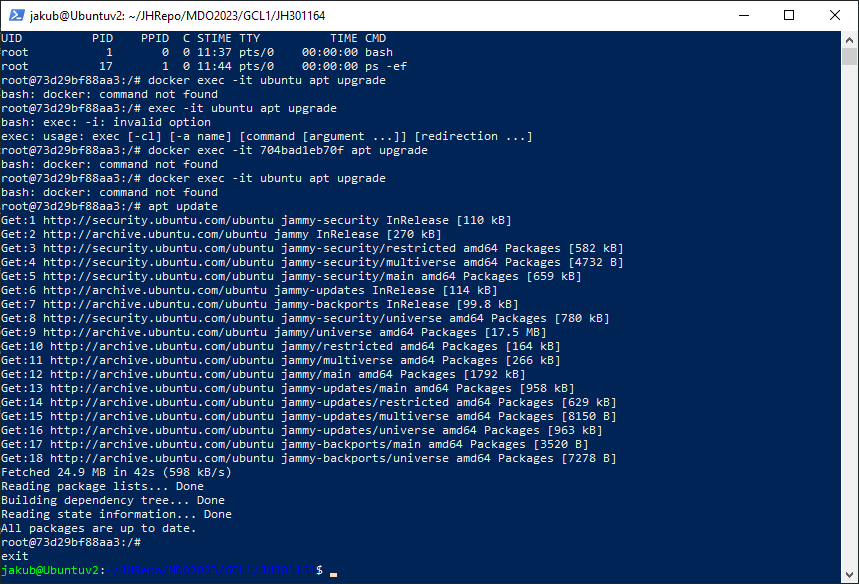 jakub@Ubuntuv2: ~/JHRepo/MDO2023/GCL1/JH301164
UID          PID    PPID  C STIME TTY          TIME CMD
root           1       0  0 11:37 pts/0    00:00:00 bash
root          17       1  0 11:44 pts/0    00:00:00 ps -ef
root@73d29bf88aa3:/# docker exec -it ubuntu apt upgrade
bash: docker: command not found
root@73d29bf88aa3:/# exec -it ubuntu apt upgrade
bash: exec: -i: invalid option
exec: usage: exec [-cl] [-a name] [command [argument ...]] [redirection ...]
root@73d29bf88aa3:/# docker exec -it 704bad1eb70f apt upgrade
bash: docker: command not found
root@73d29bf88aa3:/# docker exec -it ubuntu apt upgrade
bash: docker: command not found
root@73d29bf88aa3:/# apt update
Get:1 http://security.ubuntu.com/ubuntu jammy-security InRelease [110 kB]
Get:2 http://archive.ubuntu.com/ubuntu jammy InRelease [270 kB]
Get:3 http://security.ubuntu.com/ubuntu jammy-security/restricted amd64 Packages [582 kB]
Get:4 http://security.ubuntu.com/ubuntu jammy-security/multiverse amd64 Packages [4732 B]
Get:5 http://security.ubuntu.com/ubuntu jammy-security/main amd64 Packages [659 kB]
Get:6 http://archive.ubuntu.com/ubuntu jammy-updates InRelease [114 kB]
Get:7 http://archive.ubuntu.com/ubuntu jammy-backports InRelease [99.8 kB]
Get:8 http://security.ubuntu.com/ubuntu jammy-security/universe amd64 Packages [780 kB]
Get:9 http://archive.ubuntu.com/ubuntu jammy/universe amd64 Packages [17.5 MB]
Get:10 http://archive.ubuntu.com/ubuntu jammy/restricted amd64 Packages [164 kB]
Get:11 http://archive.ubuntu.com/ubuntu jammy/multiverse amd64 Packages [266 kB]
Get:12 http://archive.ubuntu.com/ubuntu jammy/main amd64 Packages [1792 kB]
Get:13 http://archive.ubuntu.com/ubuntu jammy-updates/main amd64 Packages [958 kB]
Get:14 http://archive.ubuntu.com/ubuntu jammy-updates/restricted amd64 Packages [629 kB]
Get:15 http://archive.ubuntu.com/ubuntu jammy-updates/multiverse amd64 Packages [8150 B]
Get:16 http://archive.ubuntu.com/ubuntu jammy-updates/universe amd64 Packages [963 kB]
Get:17 http://archive.ubuntu.com/ubuntu jammy-backports/main amd64 Packages [3520 B]
Get:18 http://archive.ubuntu.com/ubuntu jammy-backports/universe amd64 Packages [7278 B]
Fetched 24.9 MB in 42s (598 kB/s)
Reading package lists... Done
Building dependency tree... Done
Reading state information... Done
All packages are up to date.
root@73d29bf88aa3:/#
exit
jakub@Ubuntuv2:~/JHRepo/MDO2023/GCL1/JH301164$